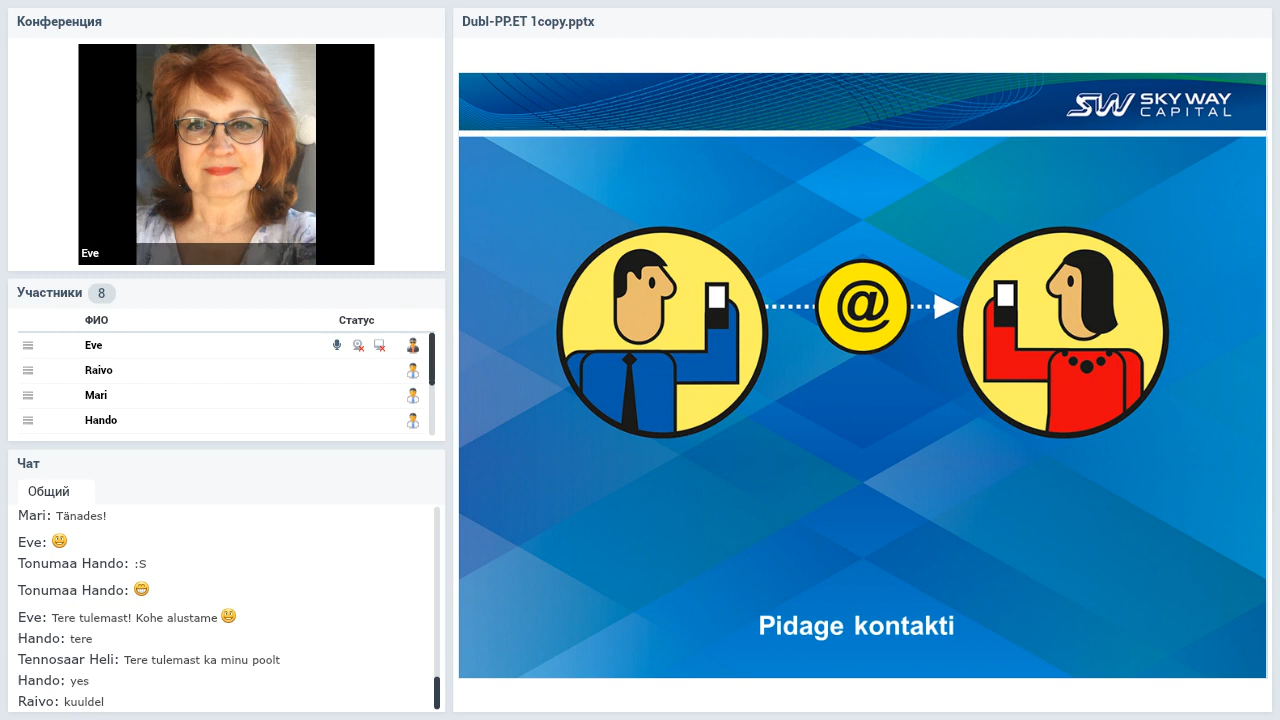 Конференция
Eve
Участники 8
ФИО Статус
Eve
Raivo
Mari
Hando
Чат
Общий
Mari: Tänades!
Eve:
Tonumaa Hando: :S
Tonumaa Hando:
Eve: Tere tulemast! Kohe alustame
Hando: tere
Tennosaar Heli: Tere tulemast ka minu poolt
Hando: yes
Raivo: kuuldel
Dubl-PP.ET 1copy.pptx
SW SKY WAY
CAPITAL
@
Pidage kontakti